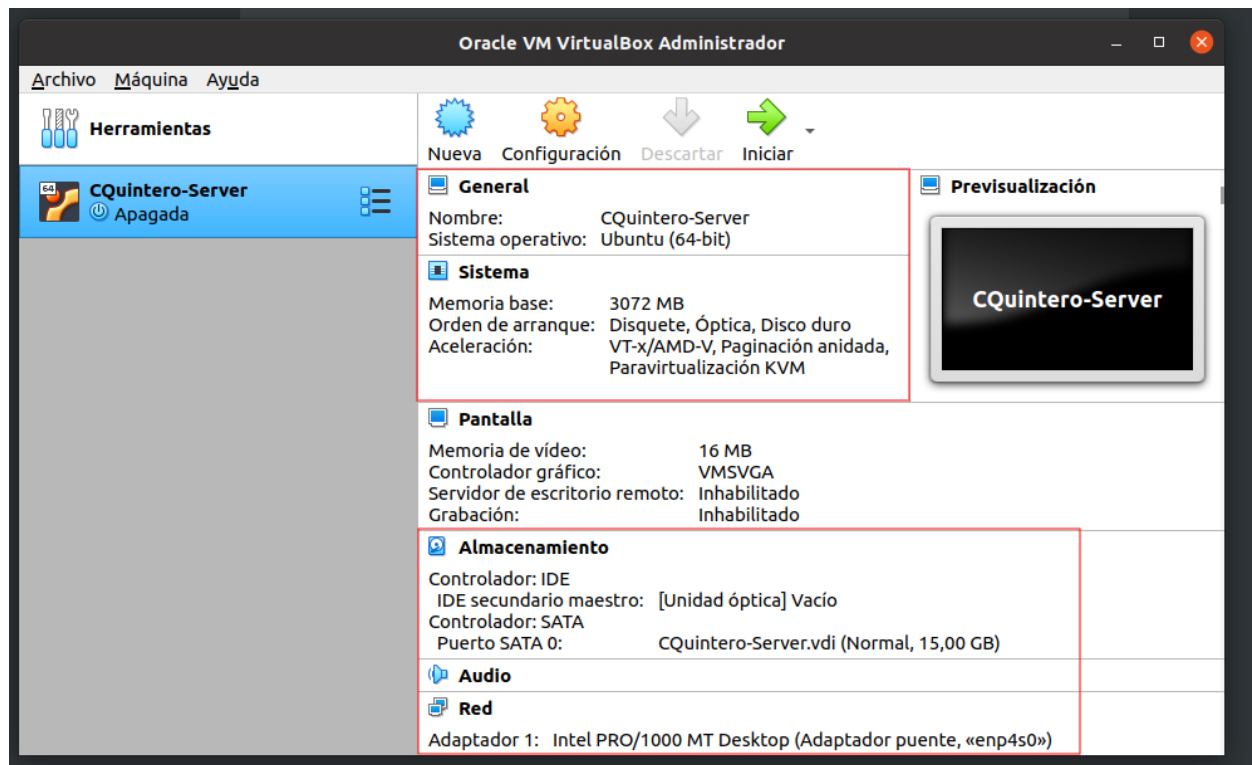 Oracle VM VirtualBox Administrador
Archivo Máquina Ayuda
Herramientas
Nueva Configuración Descartar Iniciar
64
CQuintero-Server
Apagada
General
Nombre: CQuintero-Server
Sistema operativo: Ubuntu (64-bit)
Sistema
Memoria base: 3072 MB
Orden de arranque: Disquete, Óptica, Disco duro
Aceleración: VT-x/AMD-V, Paginación anidada,
Paravirtualización KVM
Previsualización
CQuintero-Server
Pantalla
Memoria de vídeo: 16 MB
Controlador gráfico: VMSVGA
Servidor de escritorio remoto: Inhabilitado
Grabación: Inhabilitado
Almacenamiento
Controlador: IDE
IDE secundario maestro: [Unidad óptica] Vacío
Controlador: SATA
Puerto SATA 0: CQuintero-Server.vdi (Normal, 15,00 GB)
Audio
Red
Adaptador 1: Intel PRO/1000 MT Desktop (Adaptador puente, «enp4s0»)